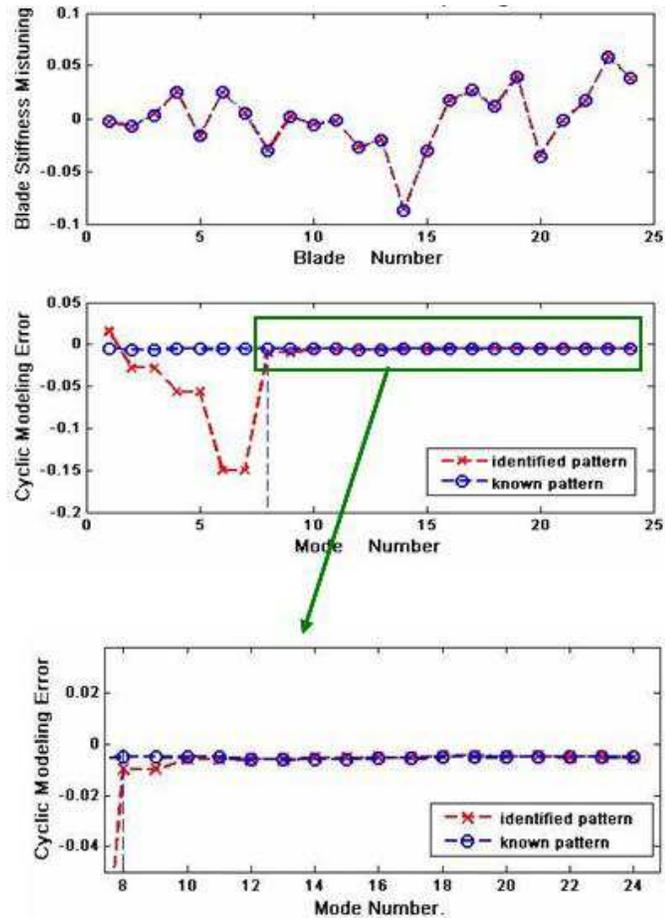 0.1
0.05
0
-0.05
-0.1
Blade Stiffness Mistuning
0 5 10 15 20 25
Blade Number
0.05
0
-0.05
-0.1
-0.15
-0.2
Cyclic Modeling Error
identified pattern
known pattern
0 5 10 15 20 25
Mode Number
0.02
0
-0.02
-0.04
Cyclic Modeling Error
identified pattern
known pattern
8 10 12 14 16 18 20 22 24
Mode Number.